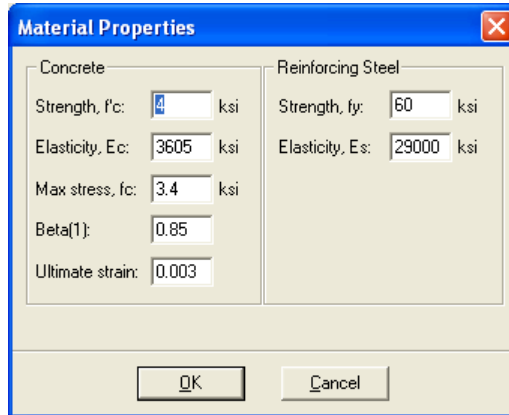 Material Properties
Concrete
Strength, f'c: 4 ksi
Elasticity, Ec: 3605 ksi
Max stress, fc: 3.4 ksi
Beta(1): 0.85
Ultimate strain: 0.003
Reinforcing Steel
Strength, fy: 60 ksi
Elasticity, Es: 29000 ksi
OK Cancel